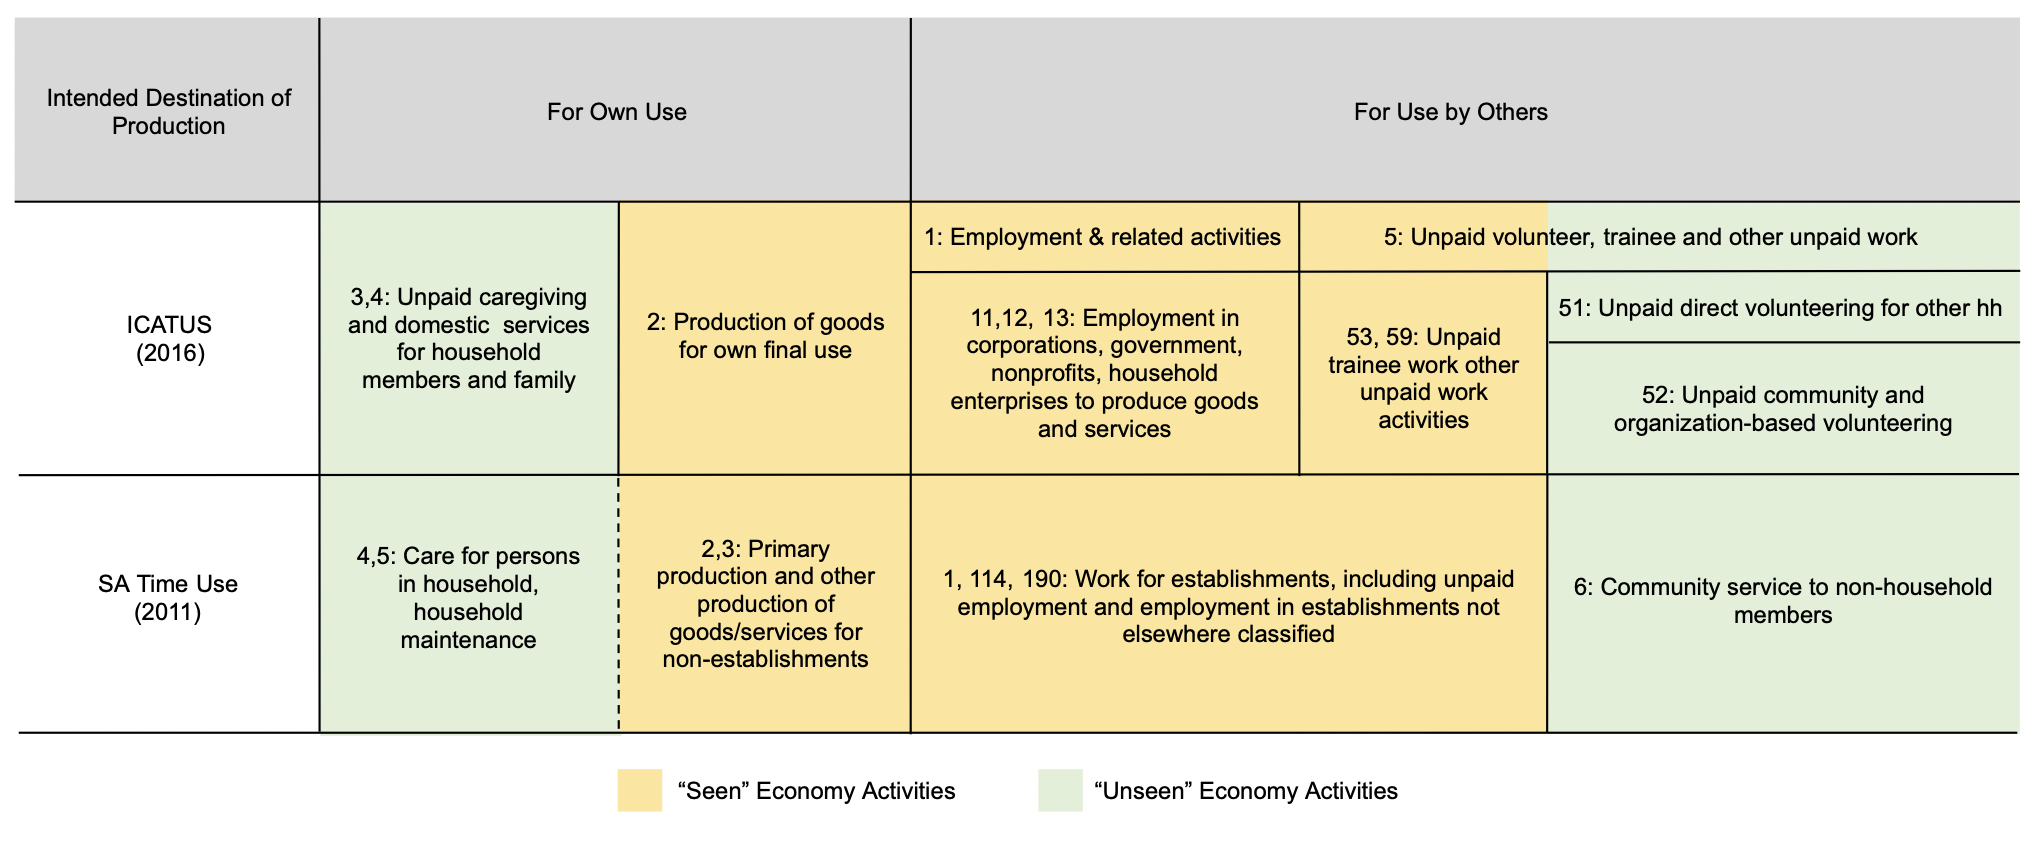 Intended Destination of
Production
For Own Use
For Use by Others
ICATUS
(2016)
3,4: Unpaid caregiving
and domestic services
for household
members and family
2: Production of goods
for own final use
1: Employment & related activities
5: Unpaid volunteer, trainee and other unpaid work
11,12, 13: Employment in
corporations, government,
nonprofits, household
enterprises to produce goods
and services
53, 59: Unpaid
trainee work other
unpaid work
activities
51: Unpaid direct volunteering for other hh
52: Unpaid community and
organization-based volunteering
SA Time Use
(2011)
4,5: Care for persons
in household,
household
maintenance
2,3: Primary
production and other
production of
goods/services for
non-establishments
1, 114, 190: Work for establishments, including unpaid
employment and employment in establishments not
elsewhere classified
6: Community service to non-household
members
“Seen” Economy Activities
“Unseen” Economy Activities